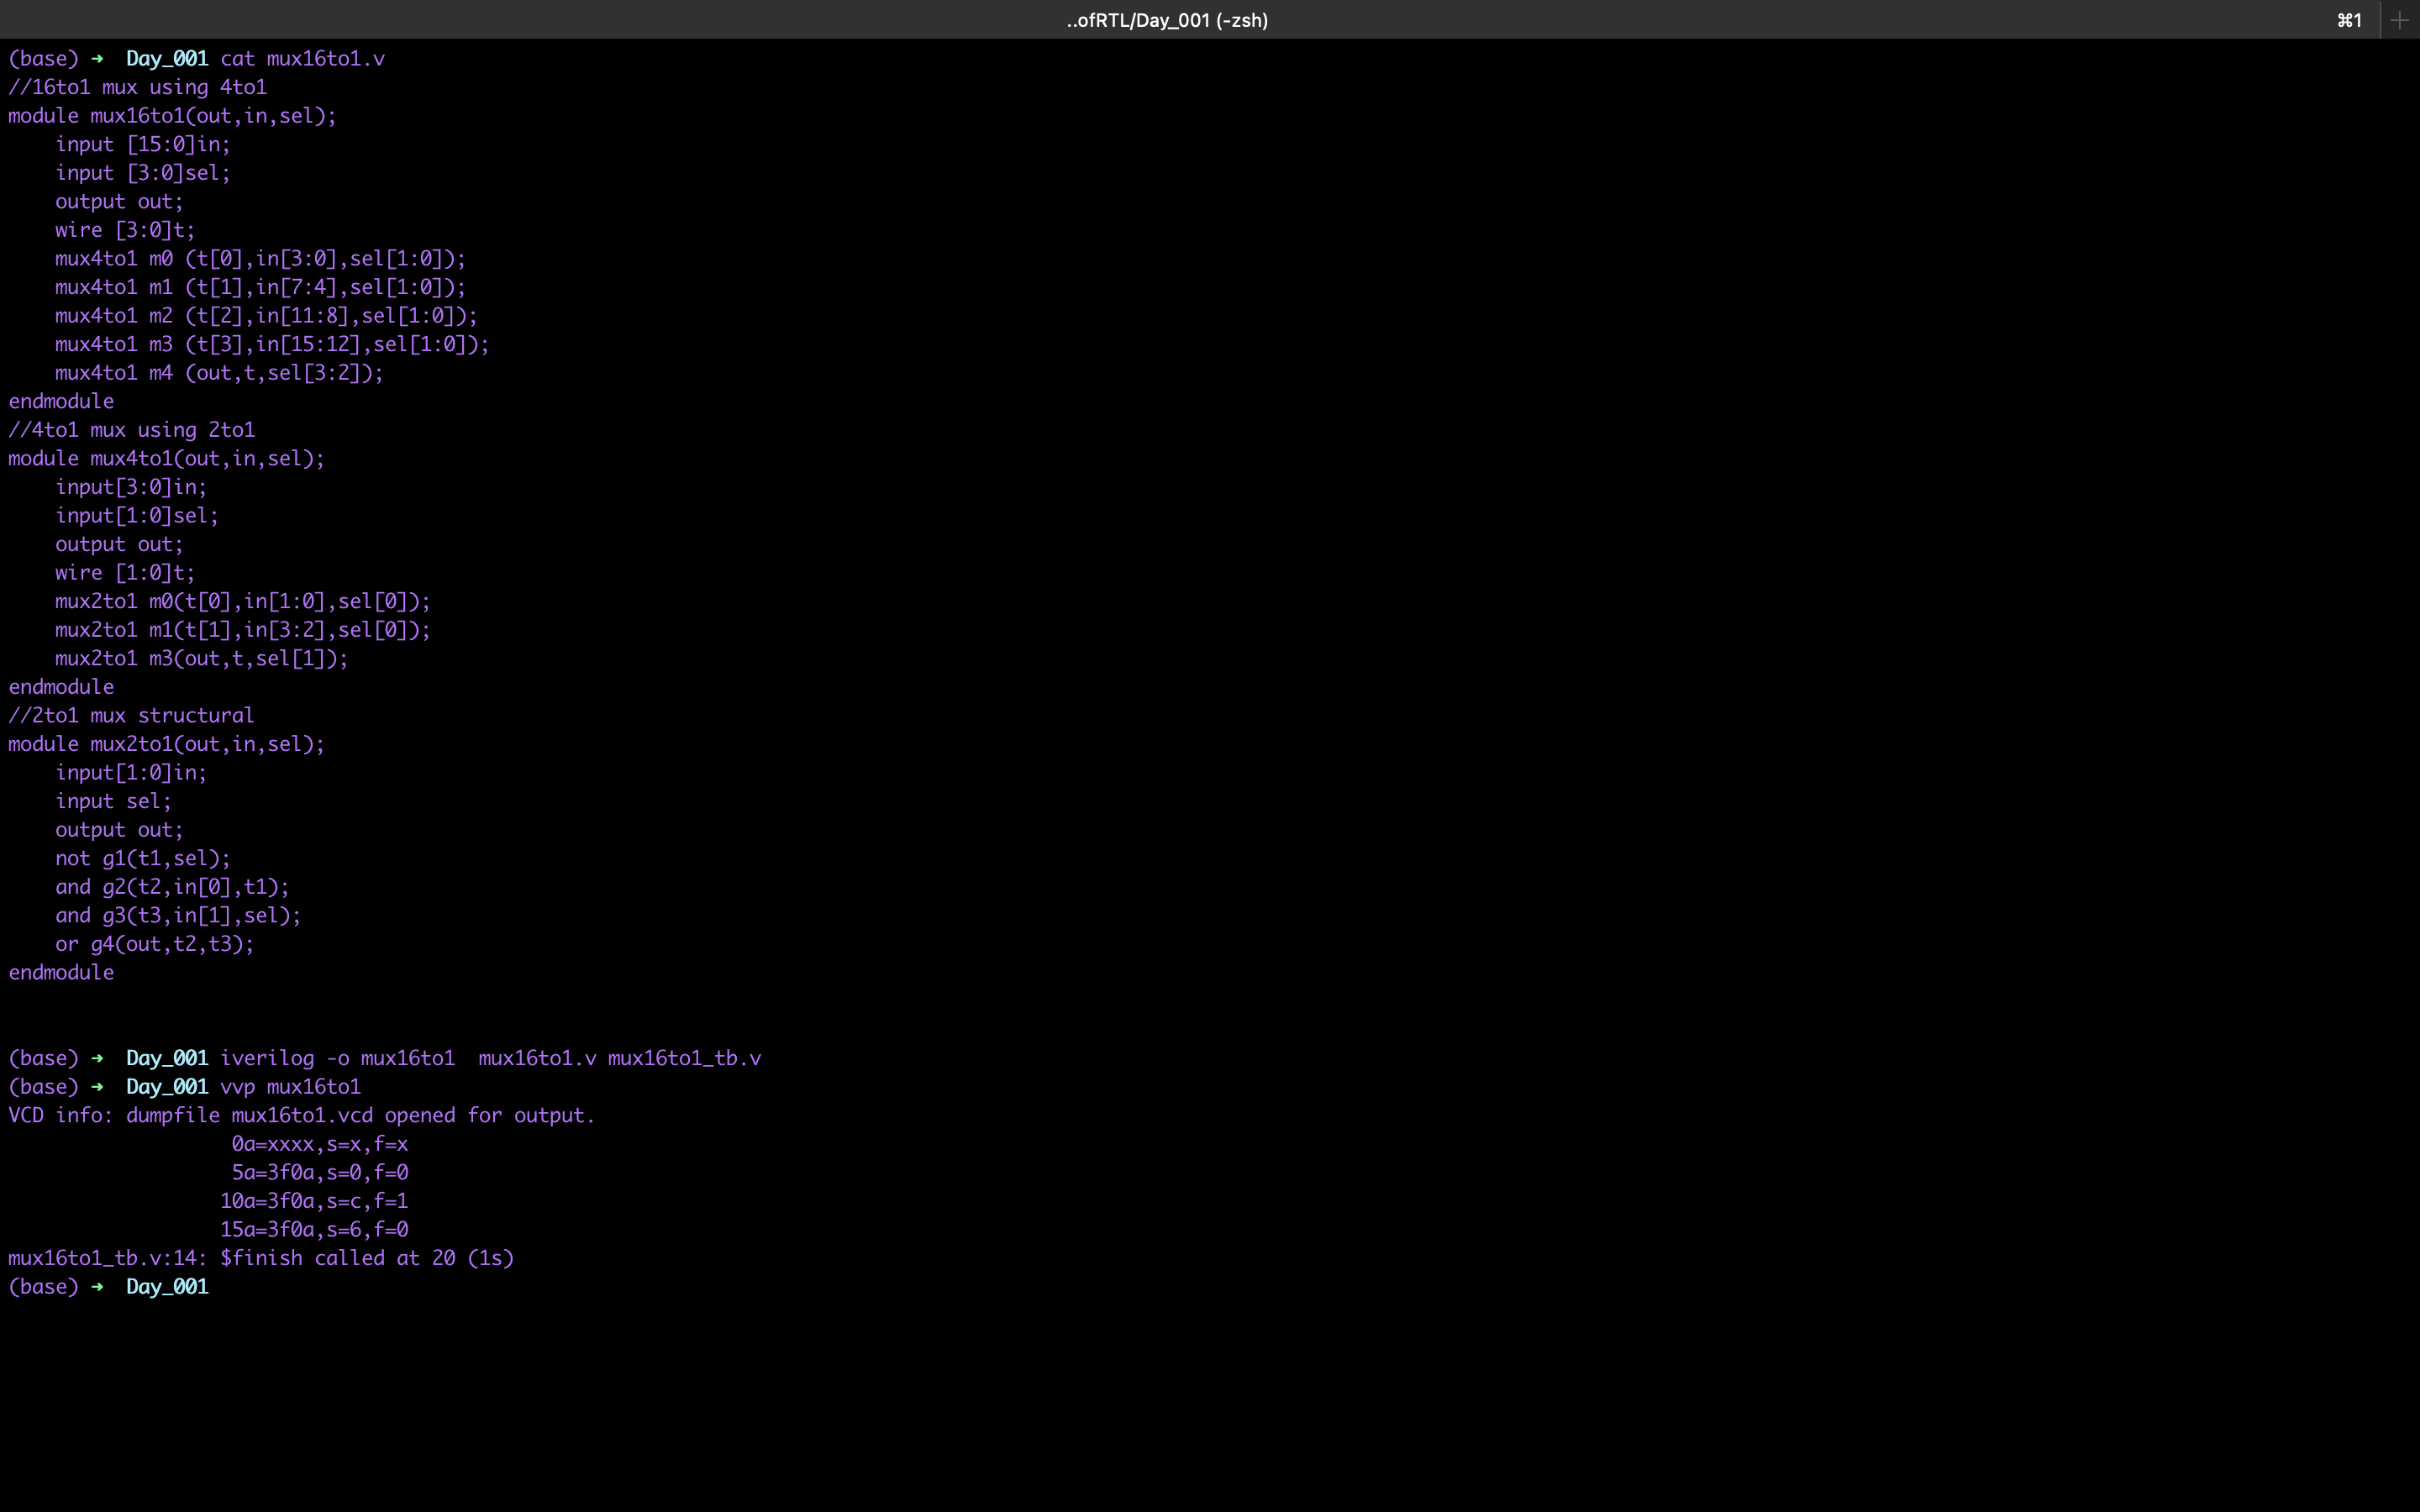 ..ofRTL/Day_001 (-zsh)
⌘1
(base) ➜  Day_001 cat mux16to1.v
//16to1 mux using 4to1
module mux16to1(out,in,sel);
    input [15:0]in;
    input [3:0]sel;
    output out;
    wire [3:0]t;
    mux4to1 m0 (t[0],in[3:0],sel[1:0]);
    mux4to1 m1 (t[1],in[7:4],sel[1:0]);
    mux4to1 m2 (t[2],in[11:8],sel[1:0]);
    mux4to1 m3 (t[3],in[15:12],sel[1:0]);
    mux4to1 m4 (out,t,sel[3:2]);
endmodule
//4to1 mux using 2to1
module mux4to1(out,in,sel);
    input[3:0]in;
    input[1:0]sel;
    output out;
    wire [1:0]t;
    mux2to1 m0(t[0],in[1:0],sel[0]);
    mux2to1 m1(t[1],in[3:2],sel[0]);
    mux2to1 m3(out,t,sel[1]);
endmodule
//2to1 mux structural
module mux2to1(out,in,sel);
    input[1:0]in;
    input sel;
    output out;
    not g1(t1,sel);
    and g2(t2,in[0],t1);
    and g3(t3,in[1],sel);
    or g4(out,t2,t3);
endmodule
(base) ➜  Day_001 iverilog -o mux16to1  mux16to1.v mux16to1_tb.v
(base) ➜  Day_001 vvp mux16to1
VCD info: dumpfile mux16to1.vcd opened for output.
                   0a=xxxx,s=x,f=x
                   5a=3f0a,s=0,f=0
                  10a=3f0a,s=c,f=1
                  15a=3f0a,s=6,f=0
mux16to1_tb.v:14: $finish called at 20 (1s)
(base) ➜  Day_001